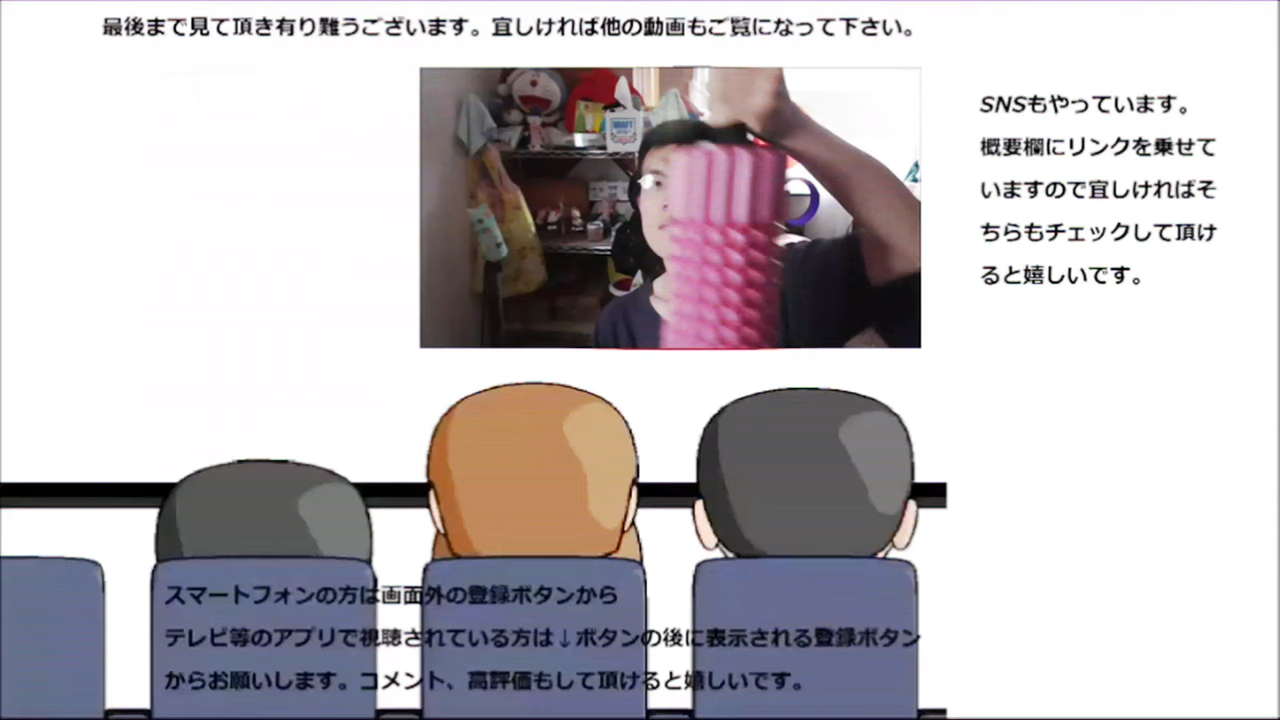 最後まで見て頂き有り難うございます。宜しければ他の動画もご覧になって下さい。
SNSもやっています。
概要欄にリンクを乗せて
いますので宜しければそ
ちらもチェックして頂け
ると嬉しいです。
スマートフォンの方は画面外の登録ボタンから
テレビ等のアプリで視聴されている方は↓ボタンの後に表示される登録ボタン
からお願いします。コメント、高評価もして頂けると嬉しいです。